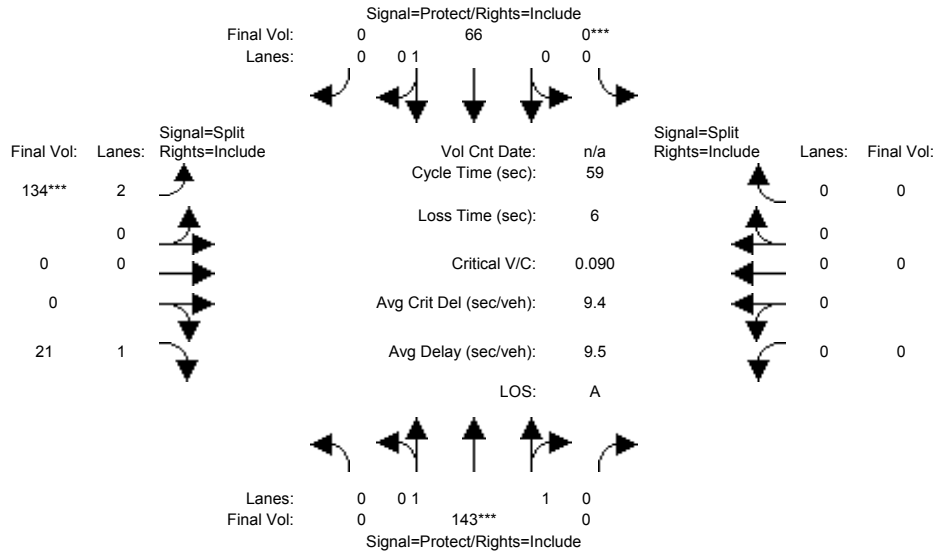 Signal=Protect/Rights=Include
Final Vol: 0 66 0***
Lanes: 0 0 1 0 0
Signal=Split
Final Vol: Lanes: Rights=Include
Vol Cnt Date: n/a
Signal=Split
Rights=Include Lanes: Final Vol:
Cycle Time (sec): 59
134*** 2
0 0
Loss Time (sec): 6
0
0
0 0
Critical V/C: 0.090
0 0
0
Avg Crit Del (sec/veh): 9.4
0
21 1
Avg Delay (sec/veh): 9.5
0 0
LOS: A
Lanes: 0 0 1 1 0
Final Vol: 0 143*** 0
Signal=Protect/Rights=Include